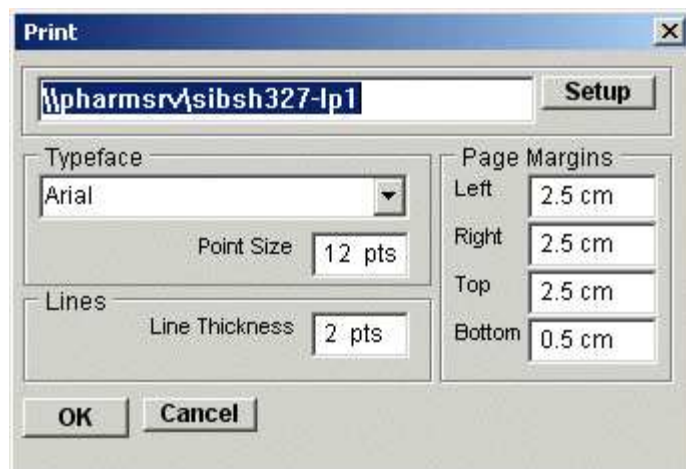 Print
\\pharmsrv\sibsh327-lp1
Setup
Typeface
Arial
Point Size 12 pts
Lines
Line Thickness 2 pts
Page Margins
Left 2.5 cm
Right 2.5 cm
Top 2.5 cm
Bottom 0.5 cm
OK Cancel